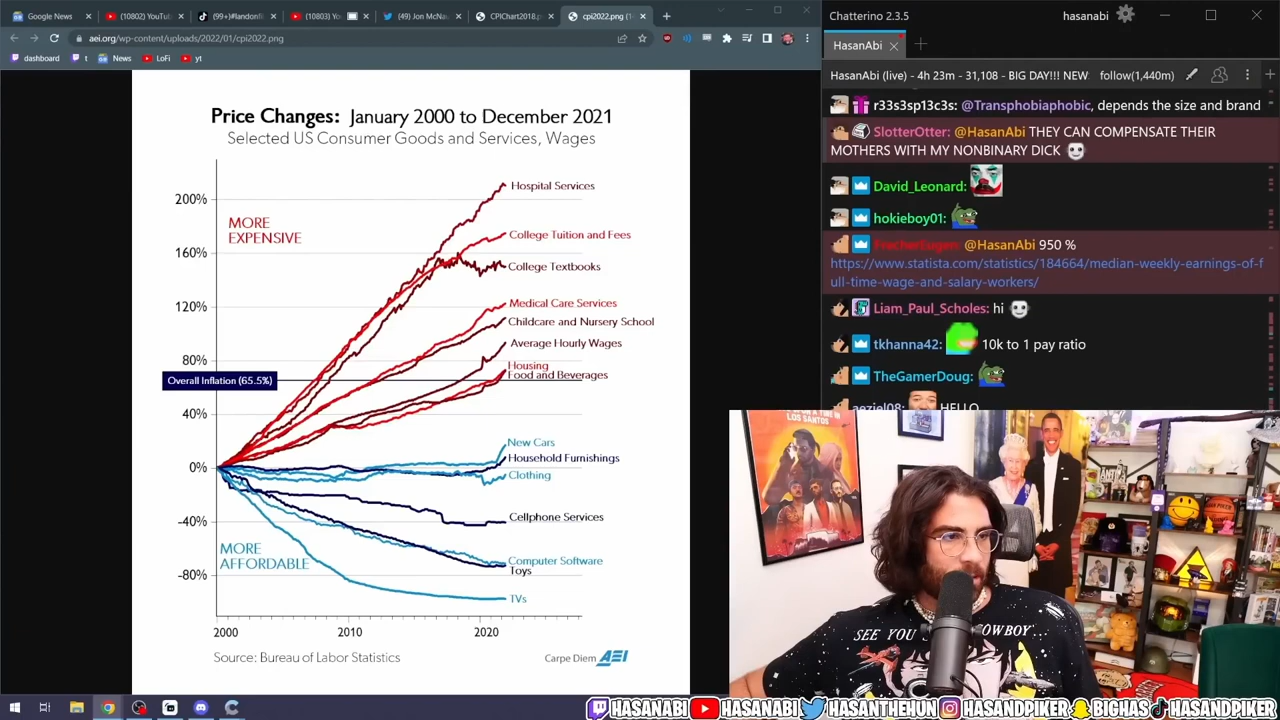 Google News
(10802) YouTu
(99+)#landonfi
(10803) YouT
(49) Jon McNa
CPIChart2018.p
cpi2022.png (1
aei.org/wp-content/uploads/2022/01/cpi2022.png
dashboard
t
News
LoFi
yt
Price Changes: January 2000 to December 2021
Selected US Consumer Goods and Services, Wages
200%
160%
120%
80%
40%
0%
-40%
-80%
MORE
EXPENSIVE
Overall Inflation (65.5%)
MORE
AFFORDABLE
Hospital Services
College Tuition and Fees
College Textbooks
Medical Care Services
Childcare and Nursery School
Average Hourly Wages
Housing
Food and Beverages
New Cars
Household Furnishings
Clothing
Cellphone Services
Computer Software
Toys
TVs
2000
2010
2020
Source: Bureau of Labor Statistics
Carpe Diem AEI
Chatterino 2.3.5
hasanabi
HasanAbi
HasanAbi (live) - 4h 23m - 31,108 - BIG DAY!!! NEW
follow(1,440m)
r33s3sp13c3s: @Transphobiaphobic, depends the size and brand
SlotterOtter: @HasanAbi THEY CAN COMPENSATE THEIR
MOTHERS WITH MY NONBINARY DICK
David_Leonard:
hokieboy01:
@HasanAbi 950 %
https://www.statista.com/statistics/184664/median-weekly-earnings-of-f
ull-time-wage-and-salary-workers/
Liam_Paul_Scholes: hi
tkhanna42: 10k to 1 pay ratio
TheGamerDoug:
aeziel08: HELLO
LOS SANTOS
SEE YOU
COWBOY
HASANABI
HASANABI
HASANTHEHUN
HASANDPIKER
BIGHAS
HASANDPIKER